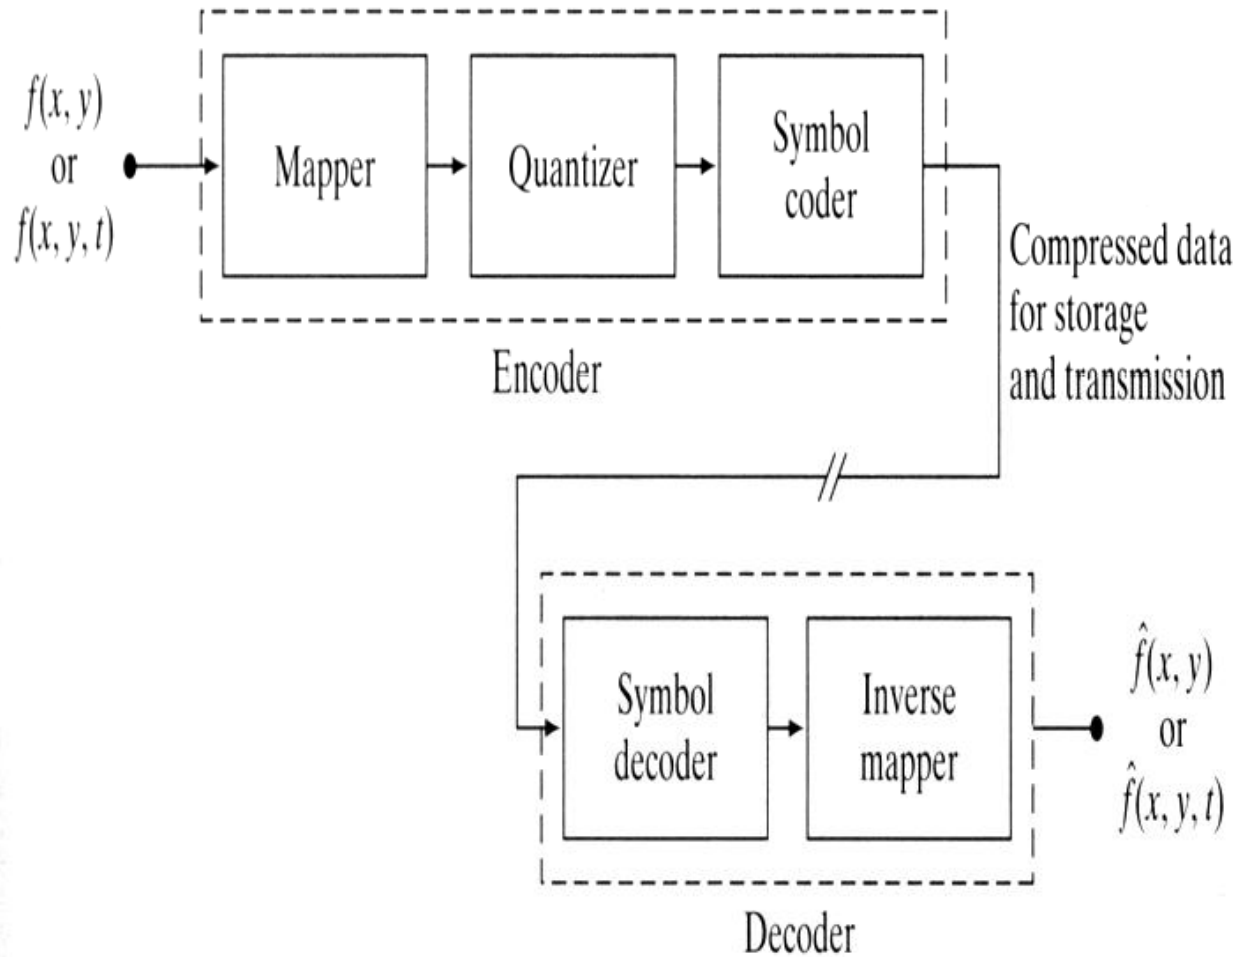 f(x, y)
or
f(x, y, t)
Mapper
Quantizer
Symbol
coder
Encoder
Compressed data
for storage
and transmission
Symbol
decoder
Inverse
mapper
f̂(x, y)
or
f̂(x, y, t)
Decoder